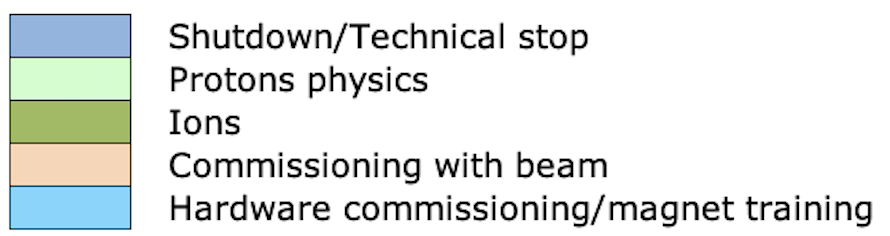 Shutdown/Technical stop
Protons physics
Ions
Commissioning with beam
Hardware commissioning/magnet training